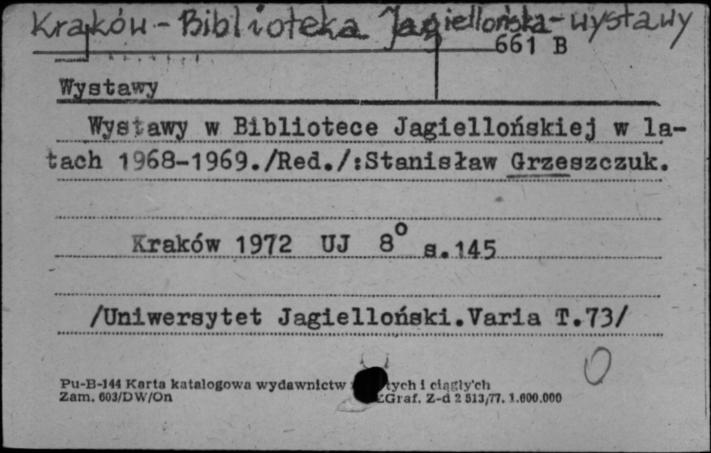 Kraków - Biblioteka Jagiellońska - wystawy
661 B
Wystawy
Wystawy w Bibliotece Jagiellońskiej w la-
tach 1968-1969./Red./:Stanisław Grzeszczuk.
Kraków 1972 UJ 8° s.145
/Uniwersytet Jagielloński.Varia T.73/
Pu-B-144 Karta katalogowa wydawnictw tych i ciągły'ch
Zam. 603/DW/On Graf. Z-d 2 513/77. 1.600.000